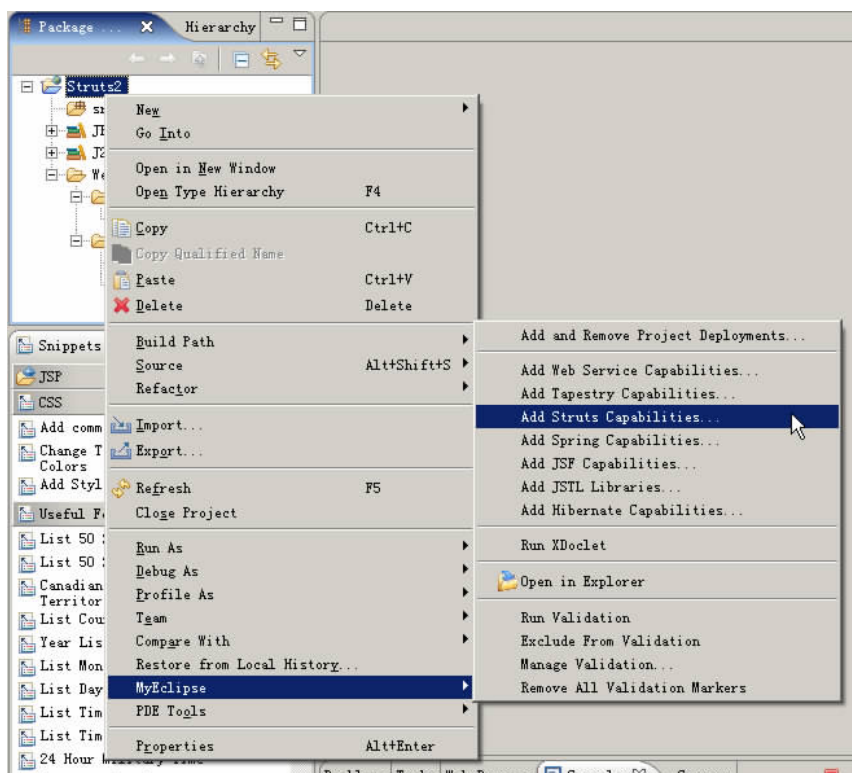 Package ...
Hierarchy
Struts2
New
Go Into
Open in New Window
Open Type Hierarchy F4
Copy Ctrl+C
Copy Qualified Name
Paste Ctrl+V
Delete Delete
Build Path
Source Alt+Shift+S
Refactor
Import...
Export...
Refresh F5
Close Project
Run As
Debug As
Profile As
Team
Compare With
Restore from Local History...
MyEclipse
PDE Tools
Properties Alt+Enter
Add and Remove Project Deployments...
Add Web Service Capabilities...
Add Tapestry Capabilities...
Add Struts Capabilities...
Add Spring Capabilities...
Add JSF Capabilities...
Add JSTL Libraries...
Add Hibernate Capabilities...
Run XDoclet
Open in Explorer
Run Validation
Exclude From Validation
Manage Validation...
Remove All Validation Markers
Snippets
JSP
CSS
Add comm
Change T
Colors
Add Styl
Useful F
List 50
List 50
Canadian
Territor
List Cou
Year Lis
List Mon
List Day
List Tim
List Tim
24 Hour